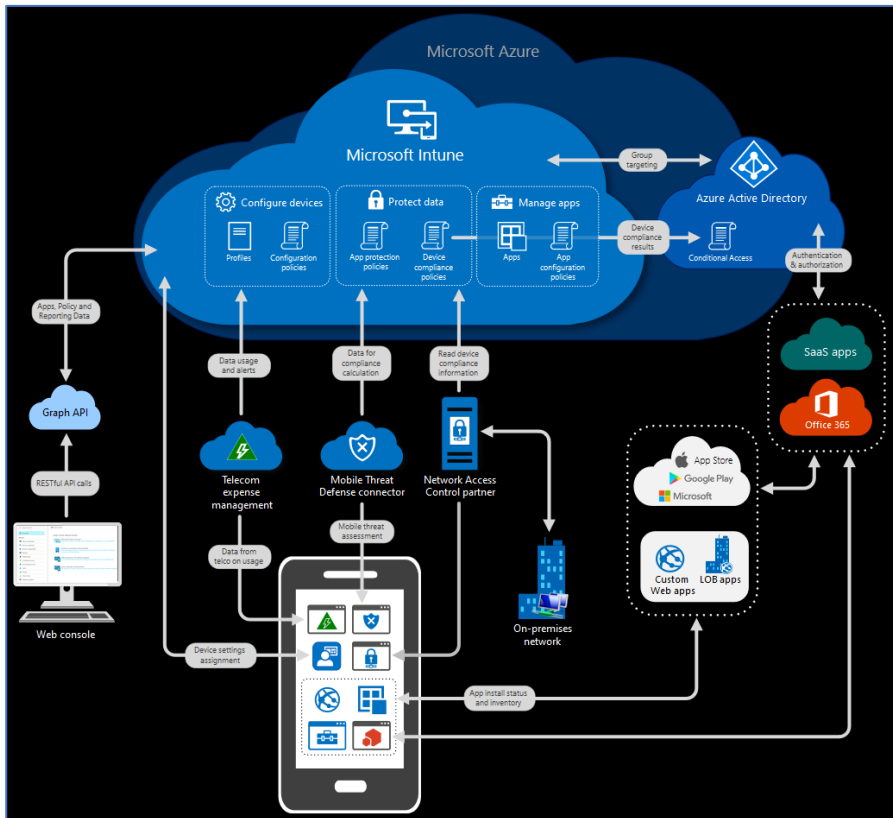 Microsoft Azure
Microsoft Intune
Group
targeting
Azure Active Directory
Configure devices
Protect data
Manage apps
Profiles
Configuration
policies
App protection
policies
Device
compliance
policies
Apps
App
configuration
policies
Device
compliance
results
Conditional Access
Authentication
& authorization
Apps, Policy and
Reporting Data
Data usage
and alerts
Data for
compliance
calculation
Read device
compliance
information
SaaS apps
Office 365
Graph API
RESTful API calls
Telecom
expense
management
Mobile Threat
Defense connector
Network Access
Control partner
App Store
Google Play
Microsoft
Mobile threat
assessment
Data from
telco on usage
Custom
Web apps
LOB apps
Web console
On-premises
network
Device settings
assignment
App install status
and inventory